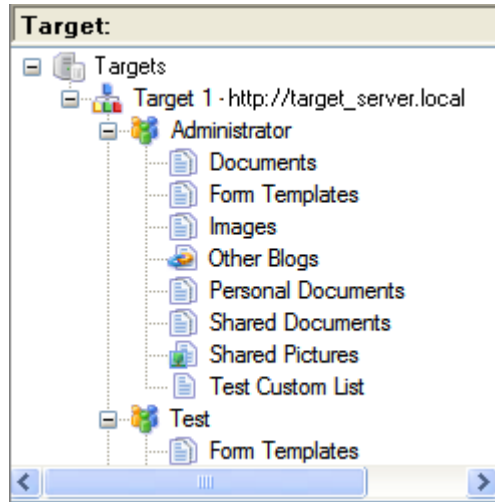 Target:
Targets
Target 1 - http://target_server.local
Administrator
Documents
Form Templates
Images
Other Blogs
Personal Documents
Shared Documents
Shared Pictures
Test Custom List
Test
Form Templates